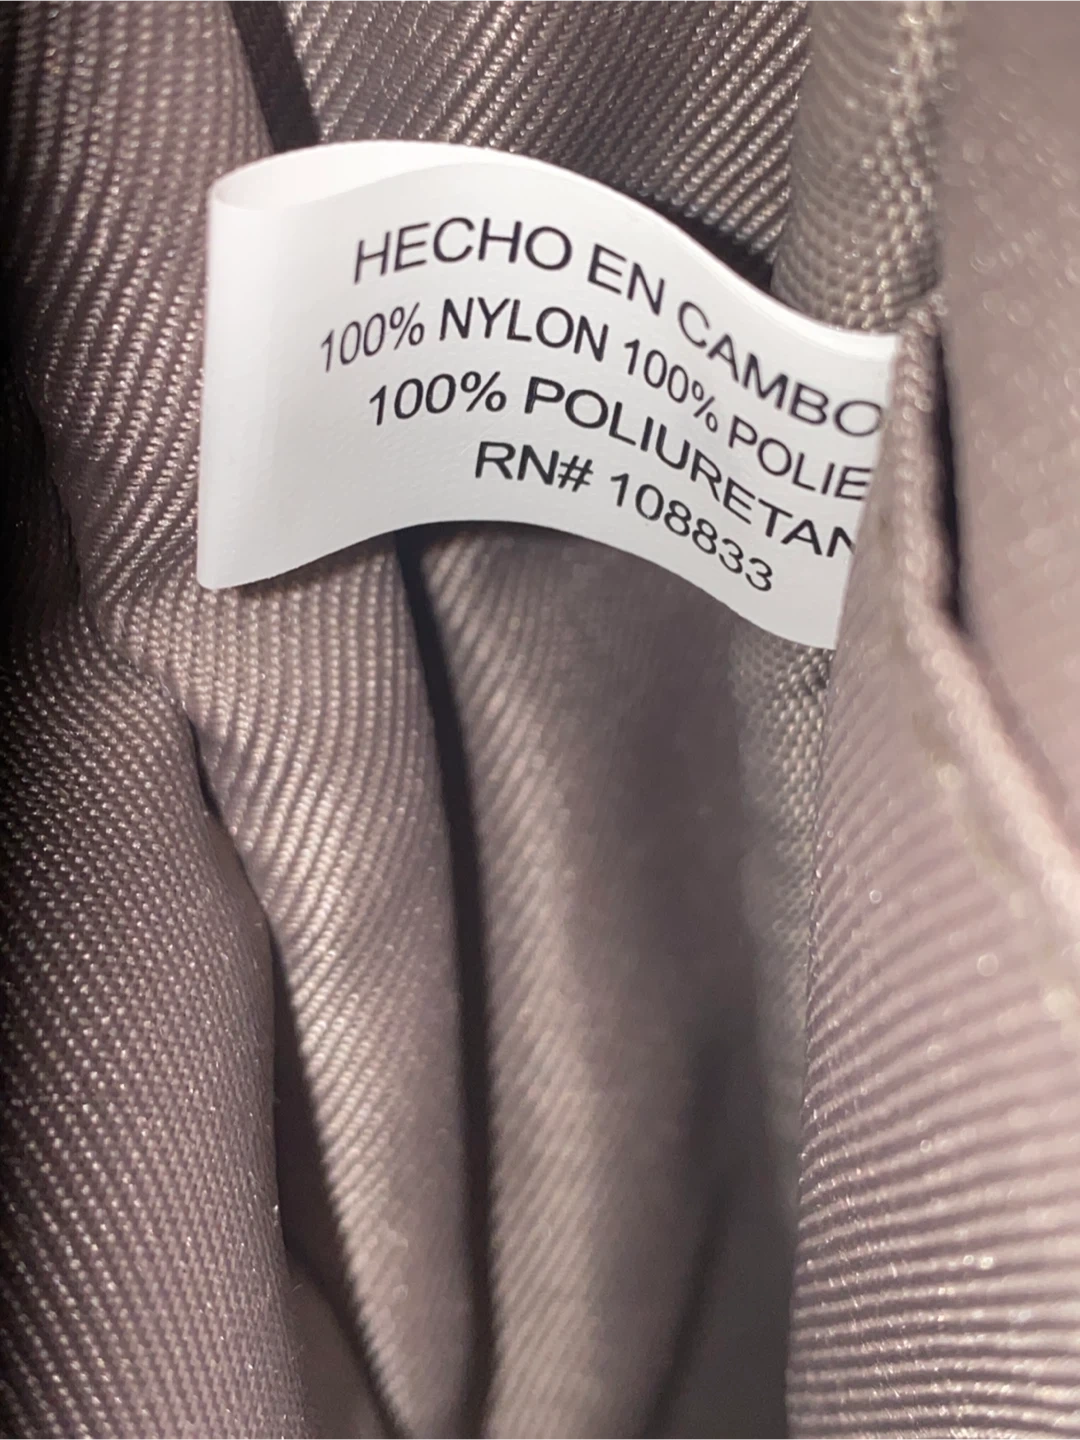 HECHO EN CAMBO
100% NYLON 100% POLIE
100% POLIURETAN
RN# 108833